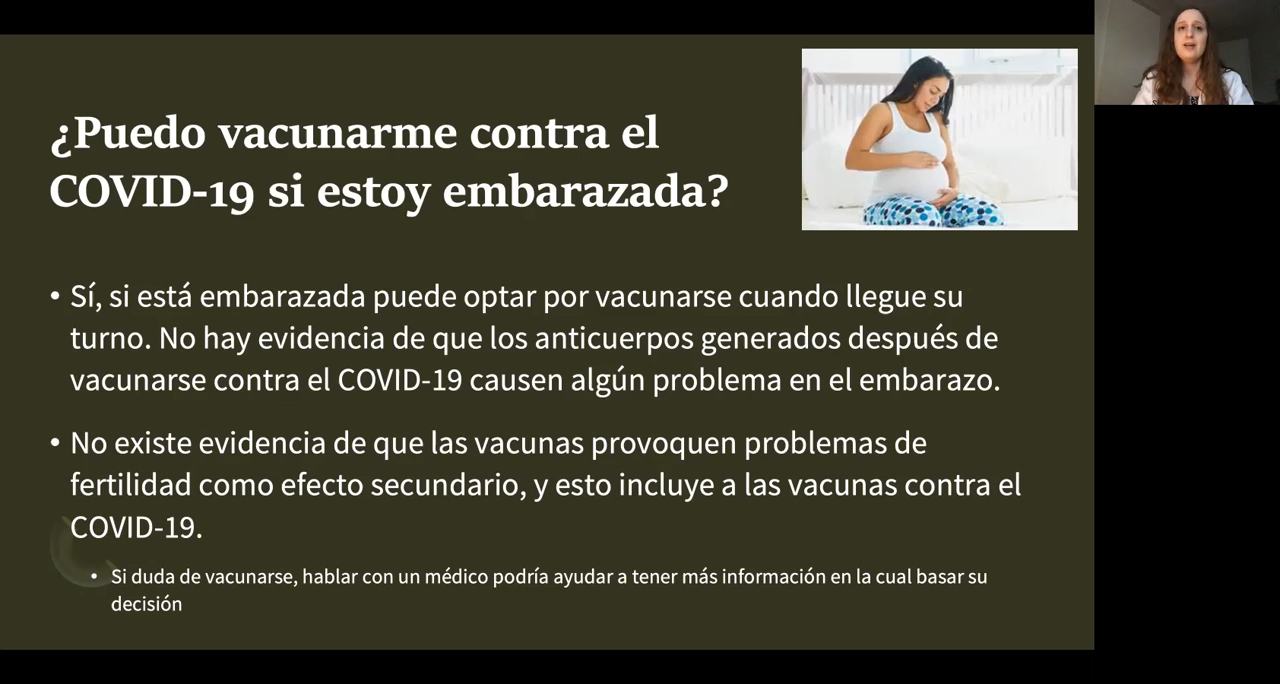 ¿Puedo vacunarme contra el
COVID-19 si estoy embarazada?
• Sí, si está embarazada puede optar por vacunarse cuando llegue su
turno. No hay evidencia de que los anticuerpos generados después de
vacunarse contra el COVID-19 causen algún problema en el embarazo.
• No existe evidencia de que las vacunas provoquen problemas de
fertilidad como efecto secundario, y esto incluye a las vacunas contra el
COVID-19.
• Si duda de vacunarse, hablar con un médico podría ayudar a tener más información en la cual basar su
decisión